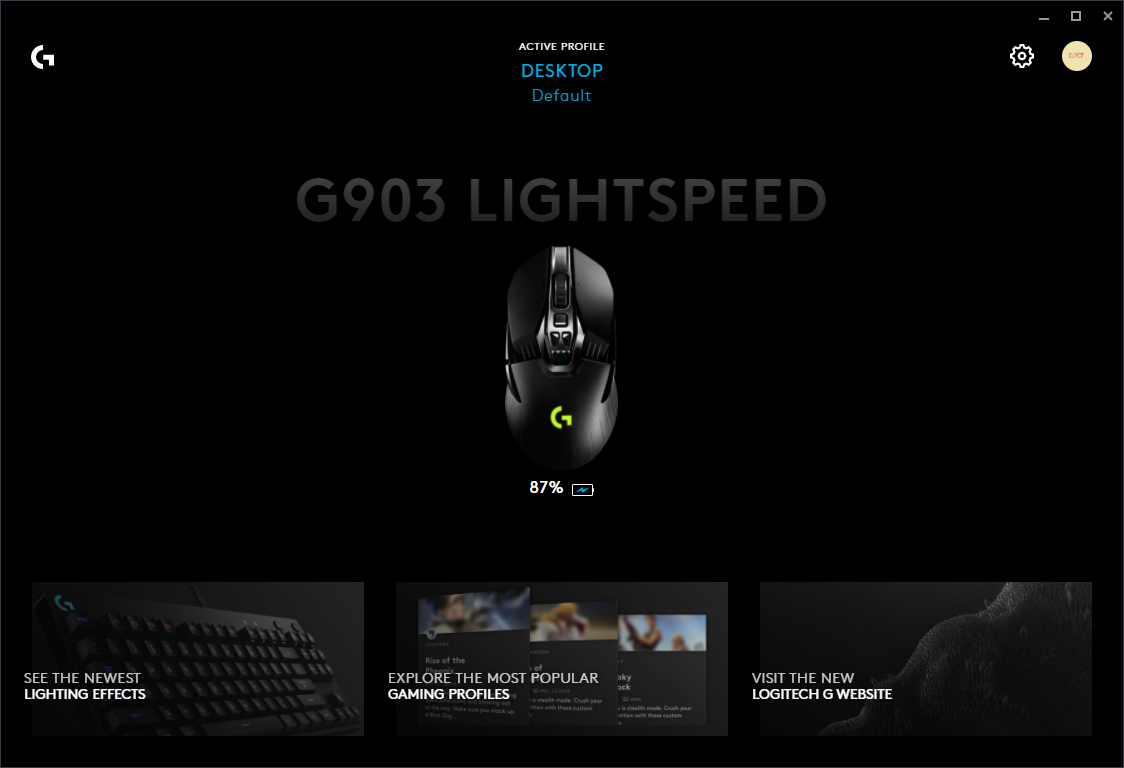 ACTIVE PROFILE
DESKTOP
Default
G903 LIGHTSPEED
87%
Rise of the
SEE THE NEWEST
LIGHTING EFFECTS
EXPLORE THE MOST POPULAR
GAMING PROFILES
VISIT THE NEW
LOGITECH G WEBSITE